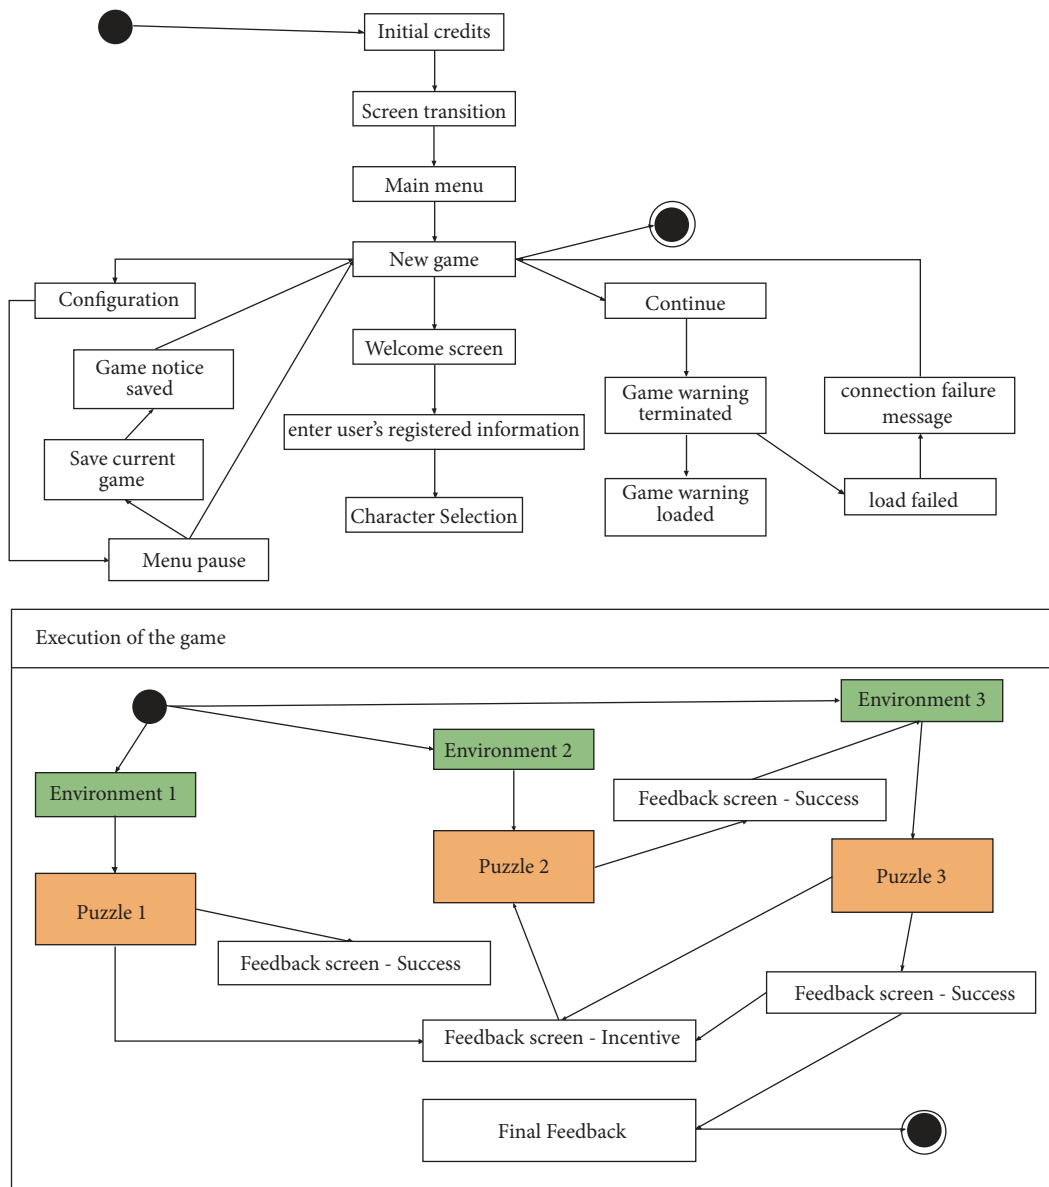 Initial credits
Screen transition
Main menu
New game
Configuration
Continue
Welcome screen
Game notice
saved
Game warning
terminated
connection failure
message
enter user's registered information
Save current
game
Game warning
loaded
load failed
Character Selection
Menu pause
Execution of the game
Environment 3
Environment 2
Environment 1
Feedback screen - Success
Puzzle 2
Puzzle 3
Puzzle 1
Feedback screen - Success
Feedback screen - Success
Feedback screen - Incentive
Final Feedback